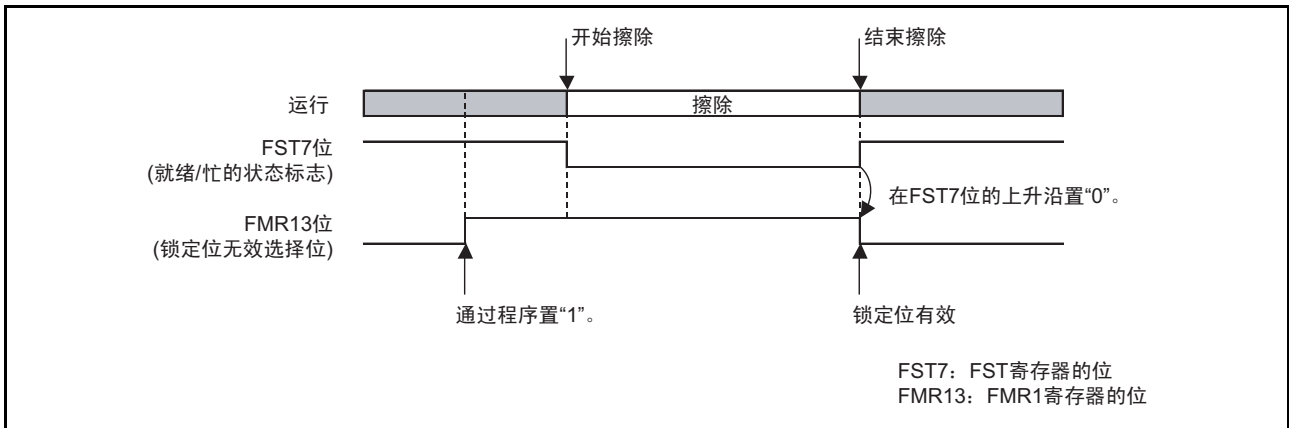 开始擦除
结束擦除
运行
擦除
FST7位
(就绪/忙的状态标志)
在FST7位的上升沿置“0”。
FMR13位
(锁定位无效选择位)
通过程序置“1”。
锁定位有效
FST7：FST寄存器的位
FMR13：FMR1寄存器的位